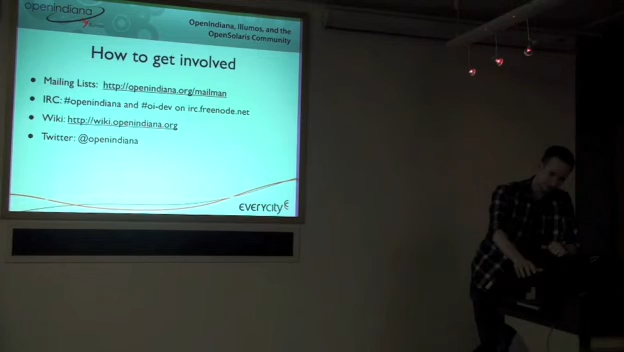 openindiana
OpenIndiana, Illumos, and the
OpenSolaris Community
How to get involved
• Mailing Lists: http://openindiana.org/mailman
• IRC: #openindiana and #oi-dev on irc.freenode.net
• Wiki: http://wiki.openindiana.org
• Twitter: @openindiana
everycity